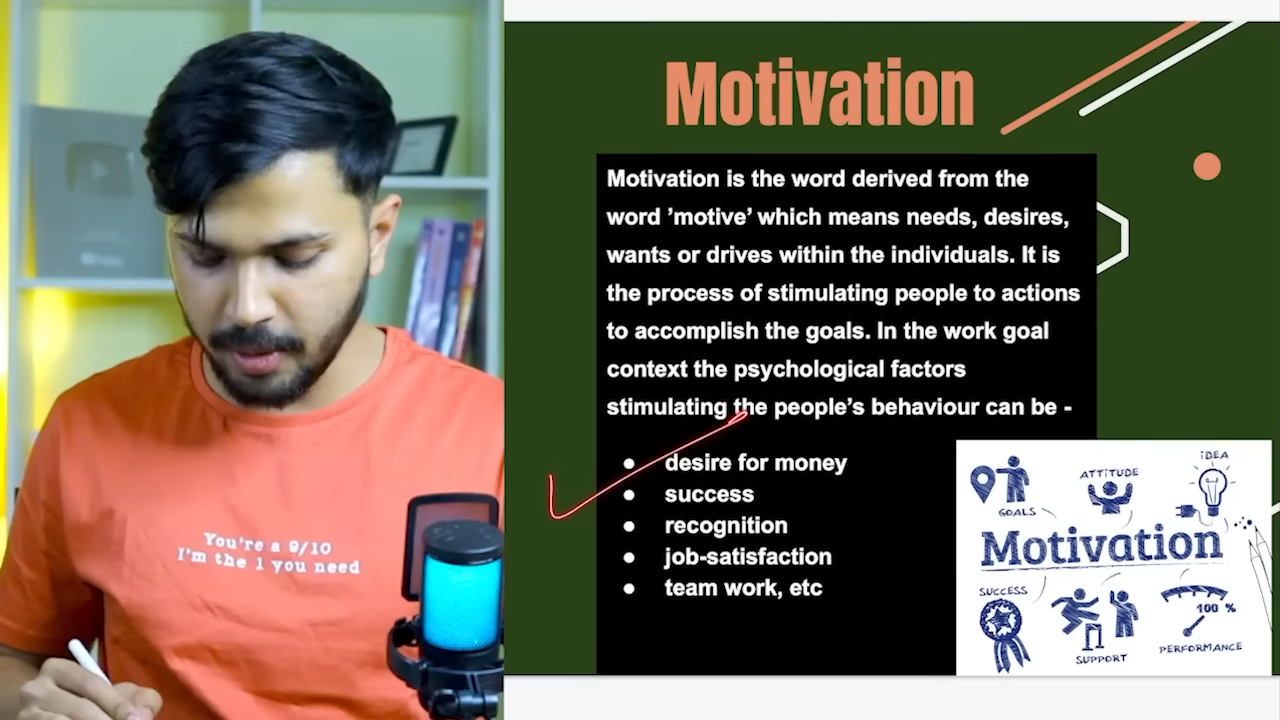 You're a 9/10
I'm the 1 you need
Motivation
Motivation is the word derived from the
word ’motive’ which means needs, desires,
wants or drives within the individuals. It is
the process of stimulating people to actions
to accomplish the goals. In the work goal
context the psychological factors
stimulating the people’s behaviour can be -
● desire for money
● success
● recognition
● job-satisfaction
● team work, etc
GOALS
ATTITUDE
iDEA
Motivation
SUCCESS
SUPPORT
100 %
PERFORMANCE